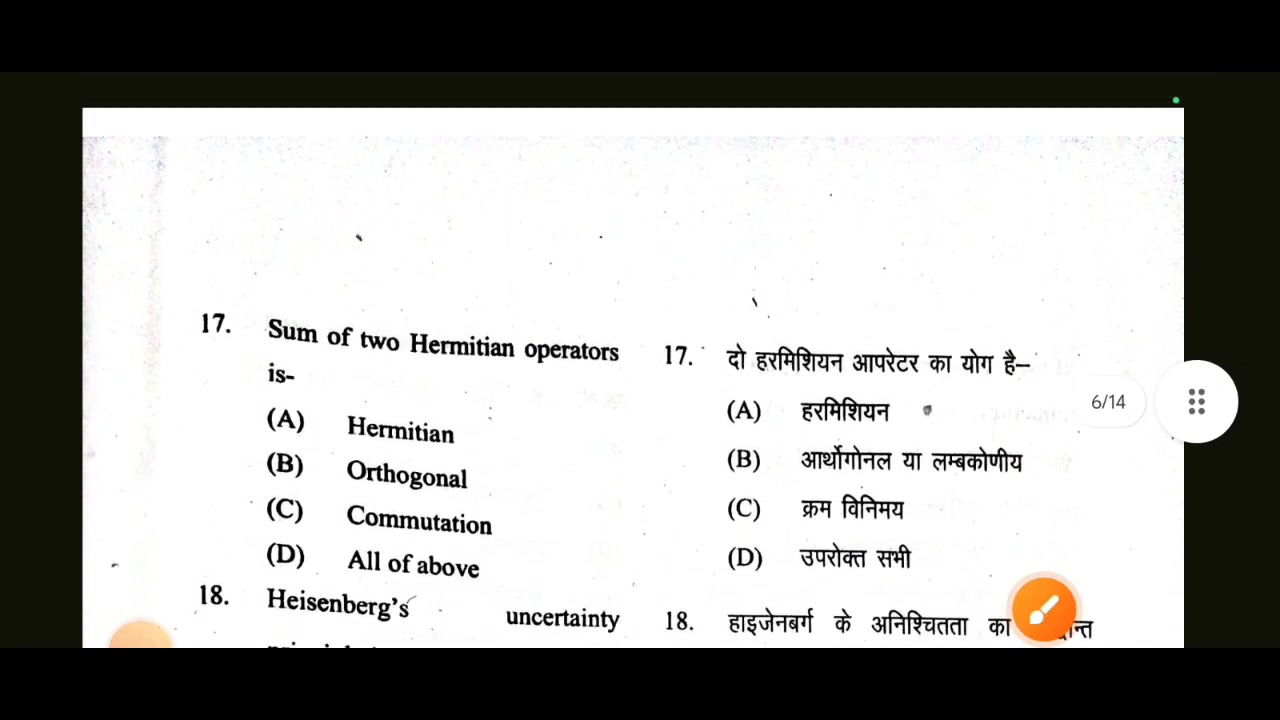 17. Sum of two Hermitian operators
is-
(A) Hermitian
(B) Orthogonal
(C) Commutation
(D) All of above
18. Heisenberg's uncertainty
17. दो हरमिशियन आपरेटर का योग है–
(A) हरमिशियन
(B) आर्थोगोनल या लम्बकोणीय
(C) क्रम विनिमय
(D) उपरोक्त सभी
18. हाइजेनबर्ग के अनिश्चितता का
6/14